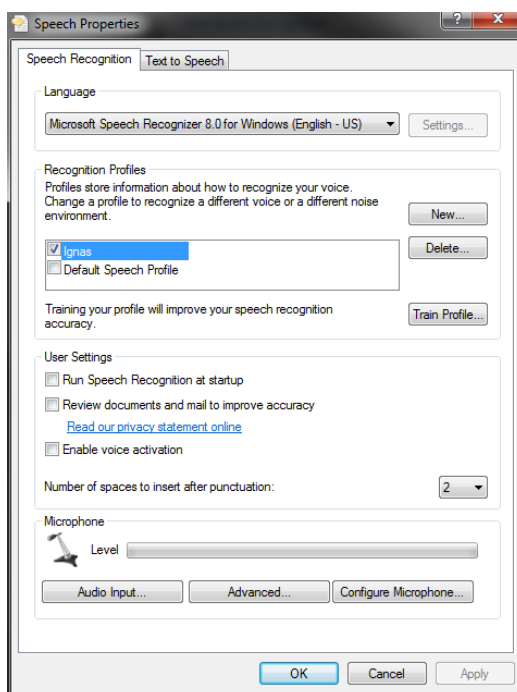 Speech Properties
?
Speech Recognition
Text to Speech
Language
Microsoft Speech Recognizer 8.0 for Windows (English - US)
Settings...
Recognition Profiles
Profiles store information about how to recognize your voice.
Change a profile to recognize a different voice or a different noise
environment.
New...
Ignas
Delete...
Default Speech Profile
Training your profile will improve your speech recognition
accuracy.
Train Profile...
User Settings
Run Speech Recognition at startup
Review documents and mail to improve accuracy
Read our privacy statement online
Enable voice activation
Number of spaces to insert after punctuation:
2
Microphone
Level
Audio Input...
Advanced...
Configure Microphone...
OK
Cancel
Apply